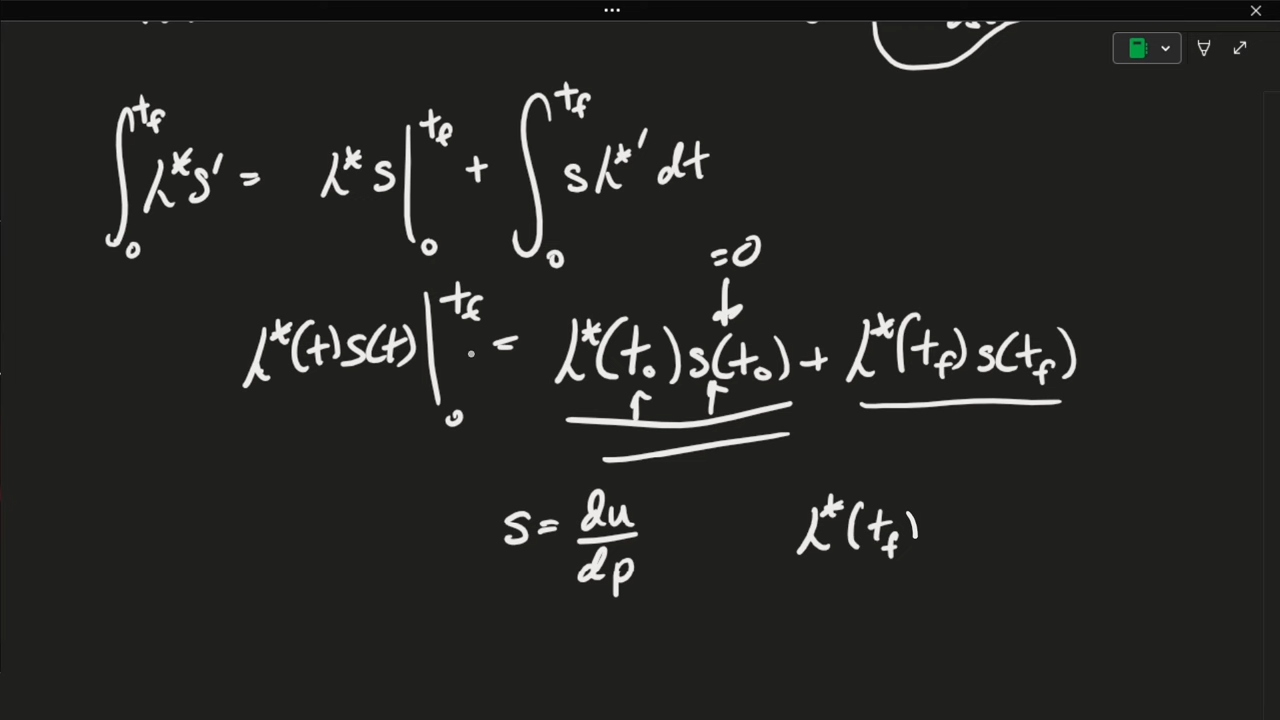 ∫₀^{t_f} λ*s' = λ*s |₀^{t_f} + ∫₀^{t_f} sλ*' dt
=0
λ*(t)s(t) |₀^{t_f} = λ*(t₀)s(t₀) + λ*(t_f)s(t_f)
s = du/dp λ*(t_f)